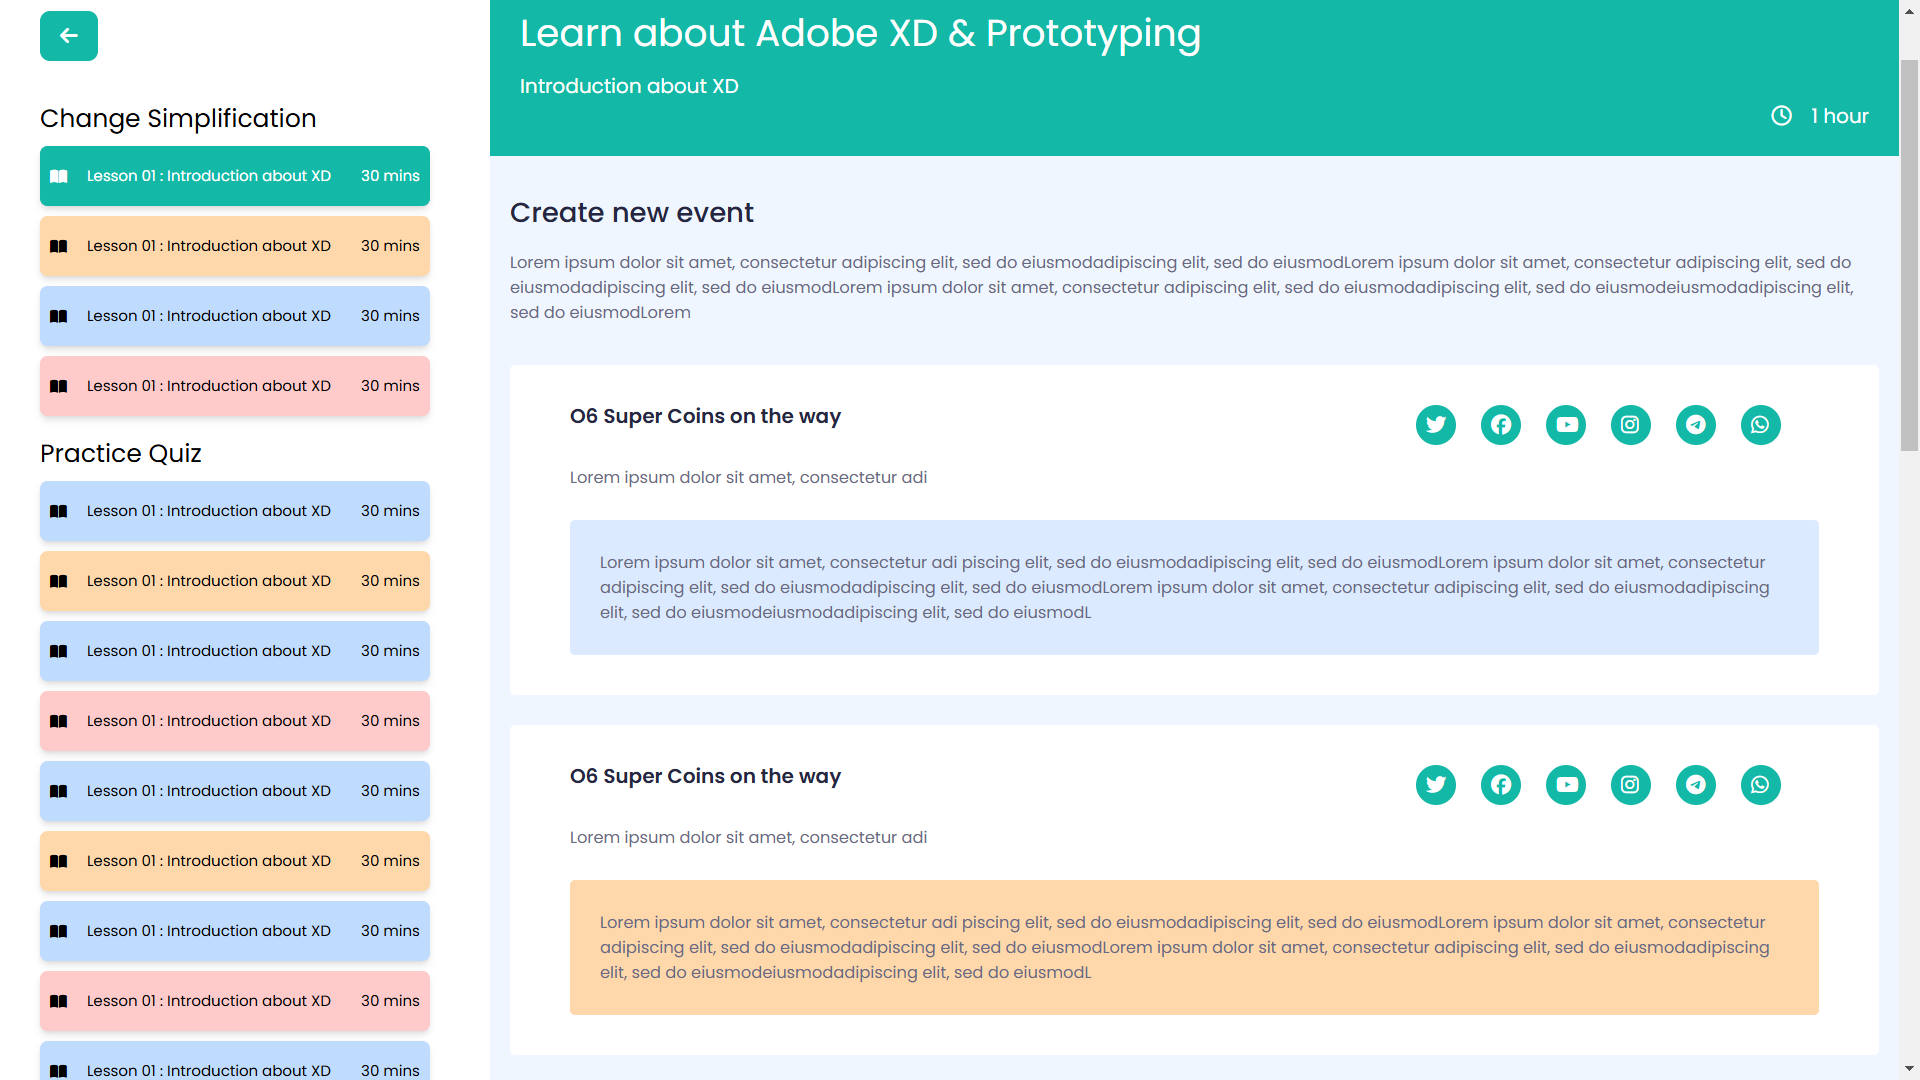 Change Simplification
Lesson 01 : Introduction about XD 30 mins
Lesson 01 : Introduction about XD 30 mins
Lesson 01 : Introduction about XD 30 mins
Lesson 01 : Introduction about XD 30 mins
Practice Quiz
Lesson 01 : Introduction about XD 30 mins
Lesson 01 : Introduction about XD 30 mins
Lesson 01 : Introduction about XD 30 mins
Lesson 01 : Introduction about XD 30 mins
Lesson 01 : Introduction about XD 30 mins
Lesson 01 : Introduction about XD 30 mins
Lesson 01 : Introduction about XD 30 mins
Lesson 01 : Introduction about XD 30 mins
Lesson 01 : Introduction about XD 30 mins
Learn about Adobe XD & Prototyping
Introduction about XD
1 hour
Create new event
Lorem ipsum dolor sit amet, consectetur adipiscing elit, sed do eiusmodadipiscing elit, sed do eiusmodLorem ipsum dolor sit amet, consectetur adipiscing elit, sed do
eiusmodadipiscing elit, sed do eiusmodLorem ipsum dolor sit amet, consectetur adipiscing elit, sed do eiusmodadipiscing elit, sed do eiusmodeiusmodadipiscing elit,
sed do eiusmodLorem
O6 Super Coins on the way
Lorem ipsum dolor sit amet, consectetur adi
Lorem ipsum dolor sit amet, consectetur adi piscing elit, sed do eiusmodadipiscing elit, sed do eiusmodLorem ipsum dolor sit amet, consectetur
adipiscing elit, sed do eiusmodadipiscing elit, sed do eiusmodLorem ipsum dolor sit amet, consectetur adipiscing elit, sed do eiusmodadipiscing
elit, sed do eiusmodeiusmodadipiscing elit, sed do eiusmodL
O6 Super Coins on the way
Lorem ipsum dolor sit amet, consectetur adi
Lorem ipsum dolor sit amet, consectetur adi piscing elit, sed do eiusmodadipiscing elit, sed do eiusmodLorem ipsum dolor sit amet, consectetur
adipiscing elit, sed do eiusmodadipiscing elit, sed do eiusmodLorem ipsum dolor sit amet, consectetur adipiscing elit, sed do eiusmodadipiscing
elit, sed do eiusmodeiusmodadipiscing elit, sed do eiusmodL